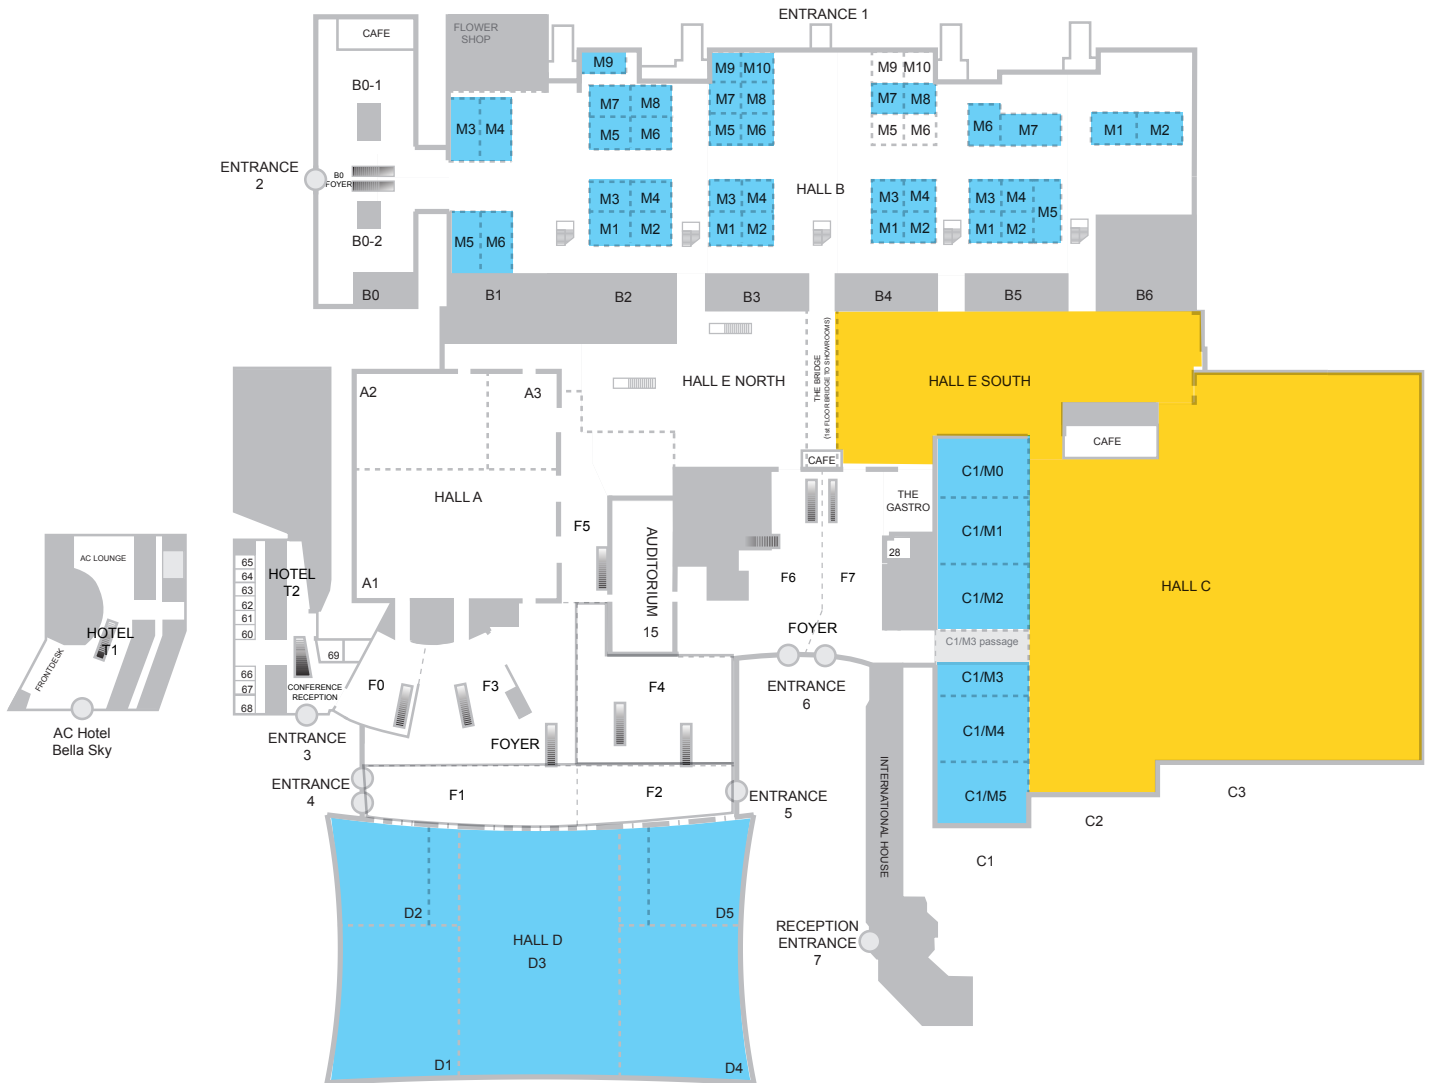 ENTRANCE 1
CAFE
FLOWER
SHOP
M9
M9 M10
M9 M10
B0-1
M7 M8
M7 M8
M7 M8
M3 M4
M5 M6
M5 M6
M5 M6
M6 M7
M1 M2
ENTRANCE
2
B0
FOYER
HALL B
M3 M4
M3 M4
M3 M4
M3 M4
M5
B0-2
M5 M6
M1 M2
M1 M2
M1 M2
M1 M2
B0
B1
B2
B3
B4
B5
B6
THE BRIDGE
(1st FLOOR BRIDGE TO SHOWROOMS)
HALL E NORTH
HALL E SOUTH
A2
A3
CAFE
CAFE
HALL A
C1/M0
THE
GASTRO
F5
AUDITORIUM
15
C1/M1
28
AC LOUNGE
65
64
63
62
61
60
HOTEL
T2
A1
F6
F7
HALL C
C1/M2
HOTEL
T1
FOYER
C1/M3 passage
69
FRONTDESK
66
67
68
CONFERENCE
RECEPTION
F0
F3
F4
ENTRANCE
6
C1/M3
AC Hotel
Bella Sky
ENTRANCE
3
FOYER
C1/M4
INTERNATIONAL HOUSE
ENTRANCE
4
F1
F2
ENTRANCE
5
C1/M5
C3
C2
C1
D2
D5
HALL D
D3
RECEPTION
ENTRANCE
7
D1
D4